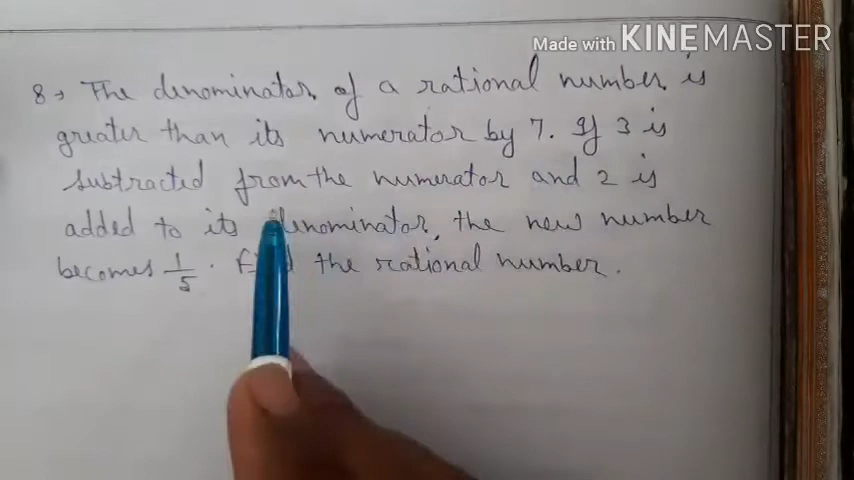 Made with KINEMASTER
8, The denominator of a rational number is
greater than its numerator by 7. If 3 is
subtracted from the numerator and 2 is
added to its denominator, the new number
becomes 1/5. the rational number.